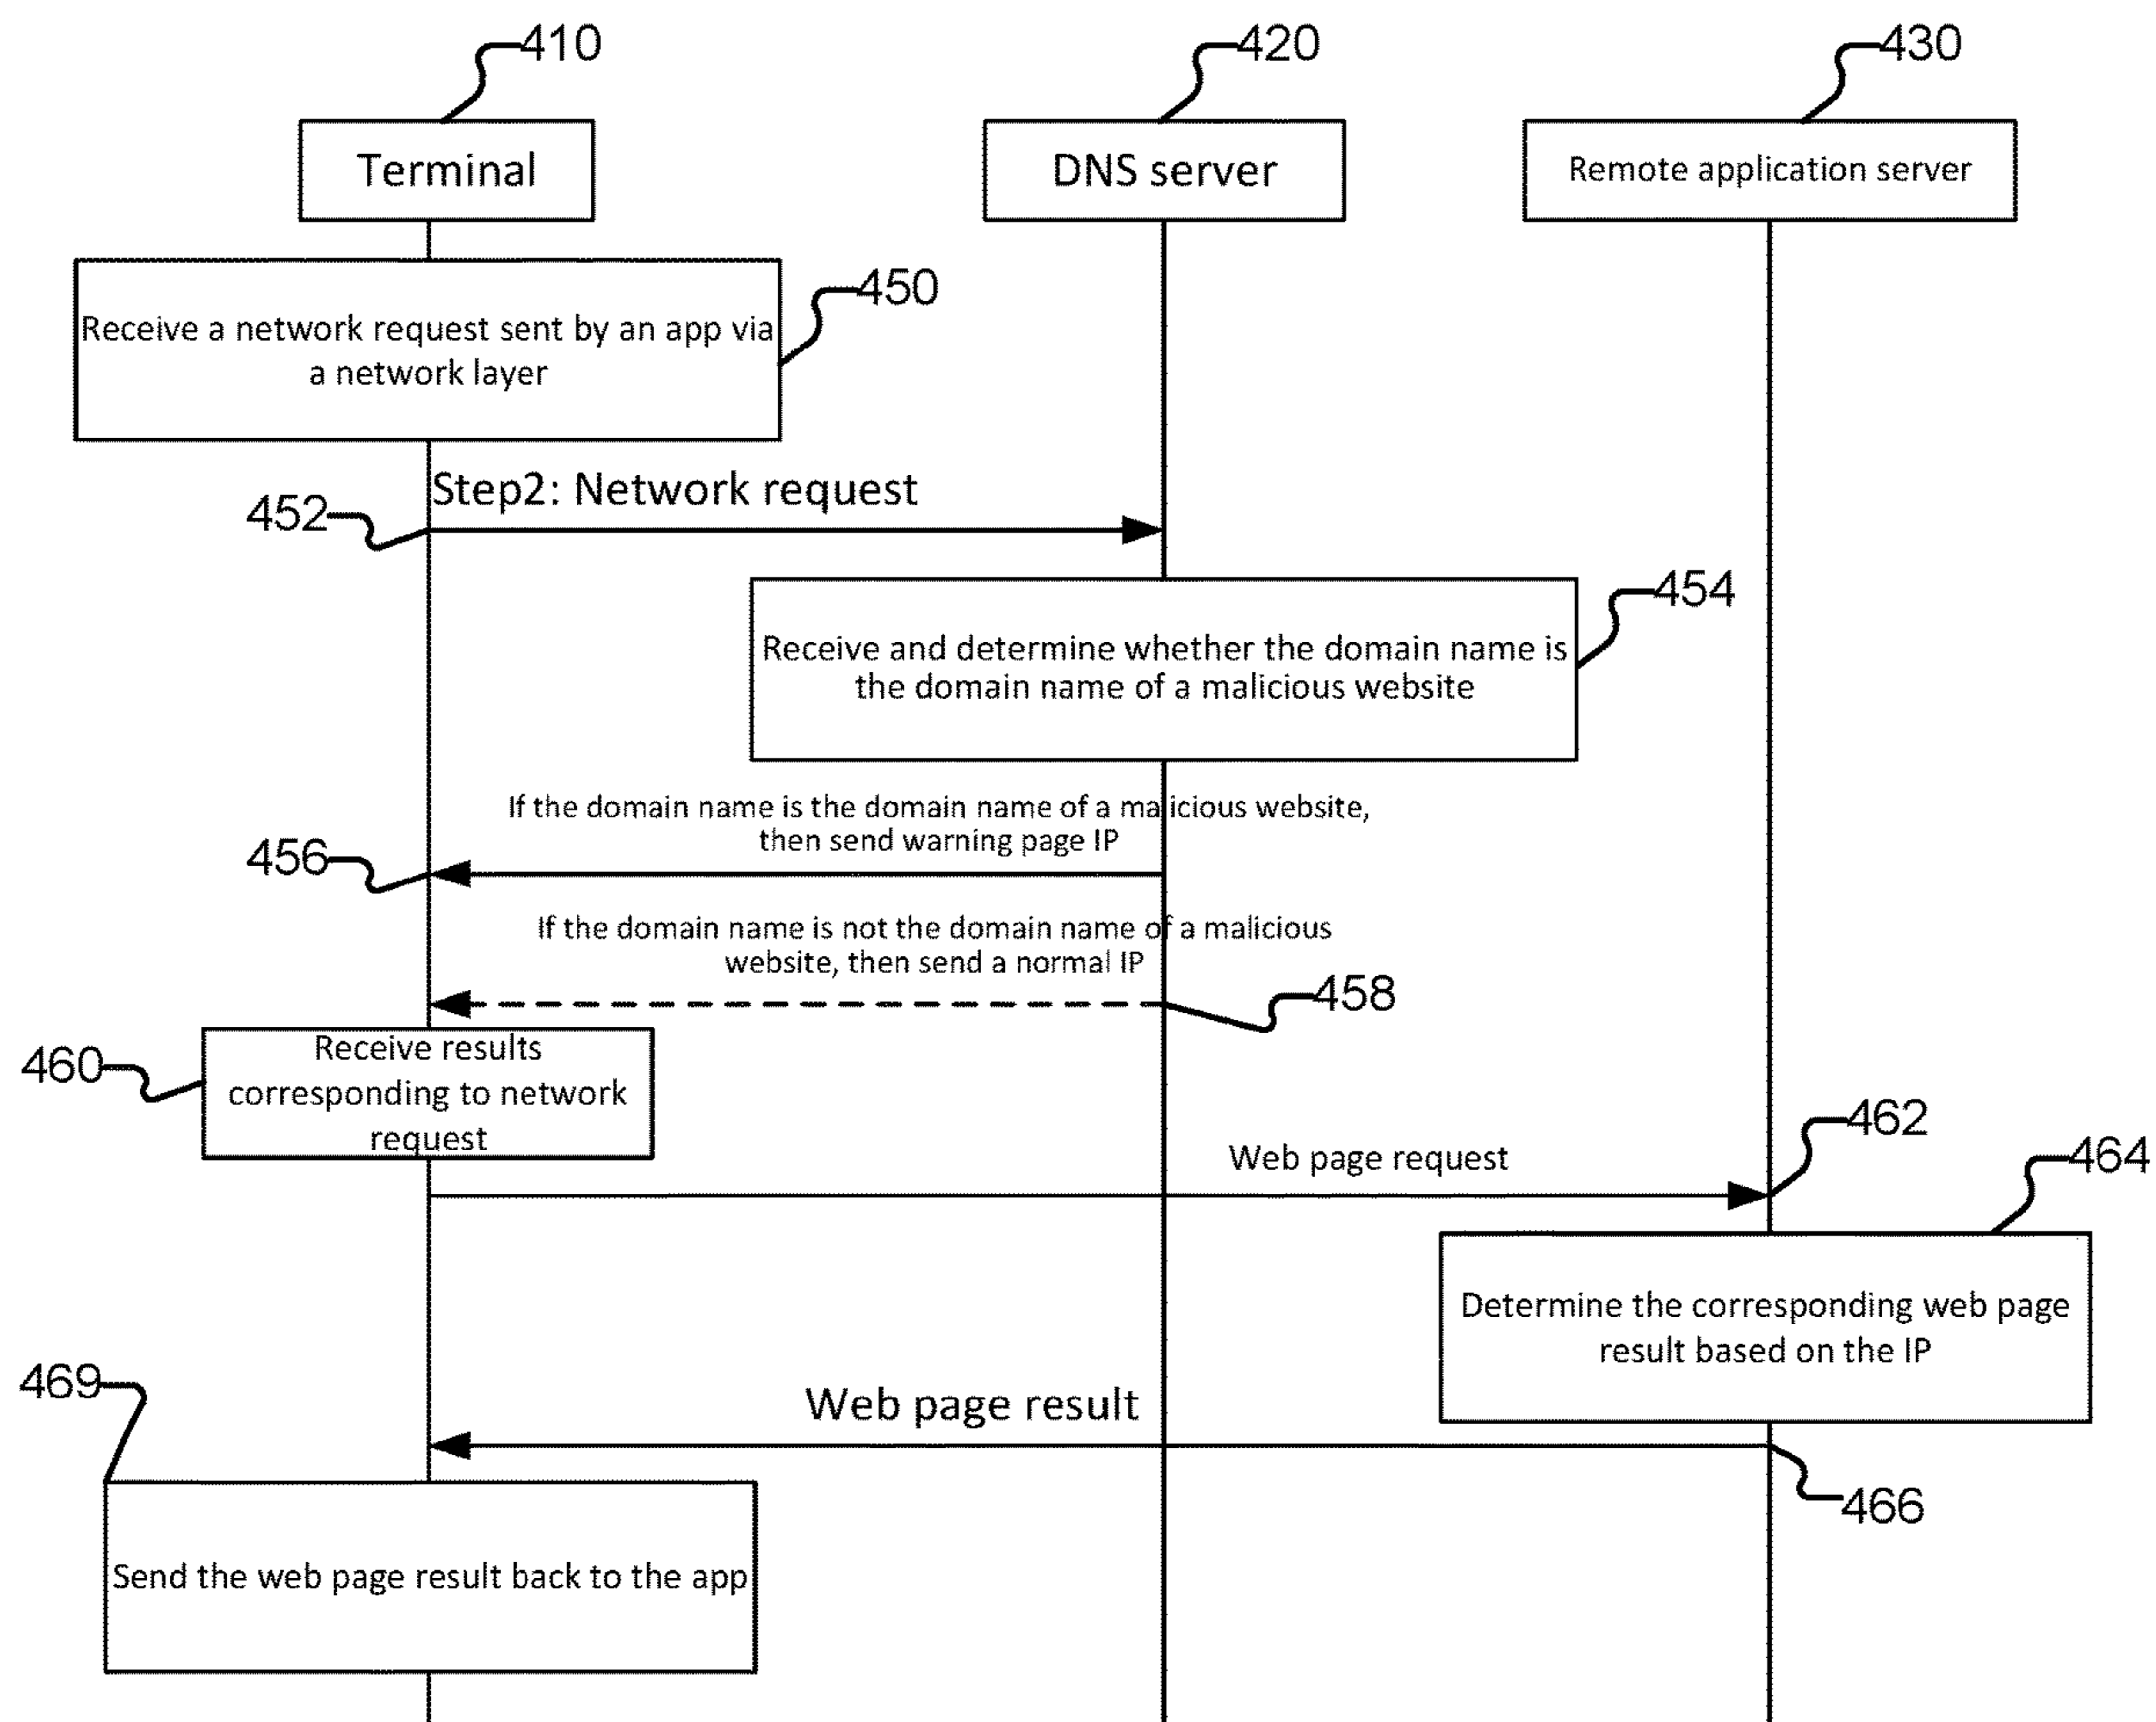 410
420
430
Terminal
DNS server
Remote application server
450
Receive a network request sent by an app via
a network layer
Step2: Network request
452
454
Receive and determine whether the domain name is
the domain name of a malicious website
If the domain name is the domain name of a malicious website,
then send warning page IP
456
If the domain name is not the domain name of a malicious
website, then send a normal IP
458
460
Receive results
corresponding to network
request
462
Web page request
464
Determine the corresponding web page
result based on the IP
469
Web page result
466
Send the web page result back to the app